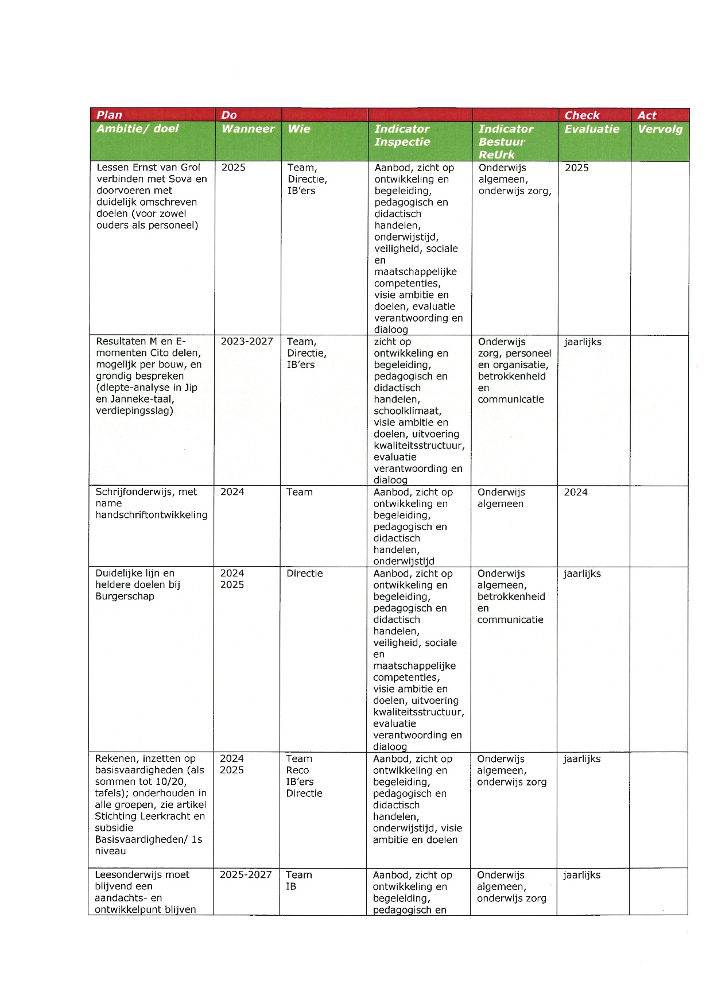 Plan Do Check Act
Ambitie/ doel Wanneer Wie Indicator Inspectie Indicator Bestuur ReUrk Evaluatie Vervolg
Lessen Ernst van Grol
verbinden met Sova en
doorvoeren met
duidelijk omschreven
doelen (voor zowel
ouders als personeel)
2025
Team,
Directie,
IB’ers
Aanbod, zicht op
ontwikkeling en
begeleiding,
pedagogisch en
didactisch
handelen,
onderwijstijd,
veiligheid, sociale
en
maatschappelijke
competenties,
visie ambitie en
doelen, evaluatie
verantwoording en
dialoog
Onderwijs
algemeen,
onderwijs zorg,
2025
Resultaten M en E-
momenten Cito delen,
mogelijk per bouw, en
grondig bespreken
(diepte-analyse in Jip
en Janneke-taal,
verdiepingsslag)
2023-2027
Team,
Directie,
IB’ers
zicht op
ontwikkeling en
begeleiding,
pedagogisch en
didactisch
handelen,
schoolklimaat,
visie ambitie en
doelen, uitvoering
kwaliteitsstructuur,
evaluatie
verantwoording en
dialoog
Onderwijs
zorg, personeel
en organisatie,
betrokkenheid
en
communicatie
jaarlijks
Schrijfonderwijs, met
name
handschriftontwikkeling
2024
Team
Aanbod, zicht op
ontwikkeling en
begeleiding,
pedagogisch en
didactisch
handelen,
onderwijstijd
Onderwijs
algemeen
2024
Duidelijke lijn en
heldere doelen bij
Burgerschap
2024
2025
Directie
Aanbod, zicht op
ontwikkeling en
begeleiding,
pedagogisch en
didactisch
handelen,
veiligheid, sociale
en
maatschappelijke
competenties,
visie ambitie en
doelen, uitvoering
kwaliteitsstructuur,
evaluatie
verantwoording en
dialoog
Onderwijs
algemeen,
betrokkenheid
en
communicatie
jaarlijks
Rekenen, inzetten op
basisvaardigheden (als
sommen tot 10/20,
tafels); onderhouden in
alle groepen, zie artikel
Stichting Leerkracht en
subsidie
Basisvaardigheden/ 1s
niveau
2024
2025
Team
Reco
IB’ers
Directie
Aanbod, zicht op
ontwikkeling en
begeleiding,
pedagogisch en
didactisch
handelen,
onderwijstijd, visie
ambitie en doelen
Onderwijs
algemeen,
onderwijs zorg
jaarlijks
Leesonderwijs moet
blijvend een
aandachts- en
ontwikkelpunt blijven
2025-2027
Team
IB
Aanbod, zicht op
ontwikkeling en
begeleiding,
pedagogisch en
Onderwijs
algemeen,
onderwijs zorg
jaarlijks